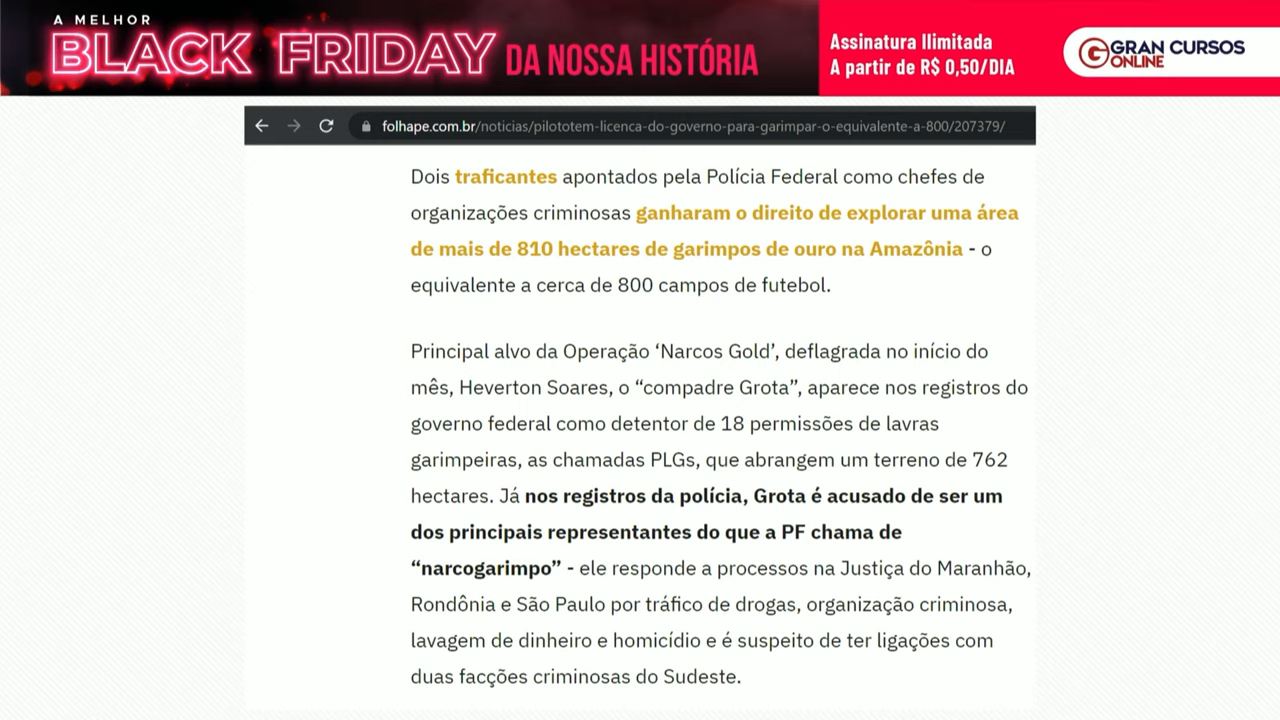 A MELHOR
BLACK FRIDAY DA NOSSA HISTÓRIA
Assinatura Ilimitada
A partir de R$ 0,50/DIA
GRAN CURSOS
ONLINE
folhape.com.br/noticias/pilototem-licenca-do-governo-para-garimpar-o-equivalente-a-800/207379/
Dois traficantes apontados pela Polícia Federal como chefes de
organizações criminosas ganharam o direito de explorar uma área
de mais de 810 hectares de garimpos de ouro na Amazônia - o
equivalente a cerca de 800 campos de futebol.
Principal alvo da Operação ‘Narcos Gold’, deflagrada no início do
mês, Heverton Soares, o “compadre Grota”, aparece nos registros do
governo federal como detentor de 18 permissões de lavras
garimpeiras, as chamadas PLGs, que abrangem um terreno de 762
hectares. Já nos registros da polícia, Grota é acusado de ser um
dos principais representantes do que a PF chama de
“narcogarimpo” - ele responde a processos na Justiça do Maranhão,
Rondônia e São Paulo por tráfico de drogas, organização criminosa,
lavagem de dinheiro e homicídio e é suspeito de ter ligações com
duas facções criminosas do Sudeste.